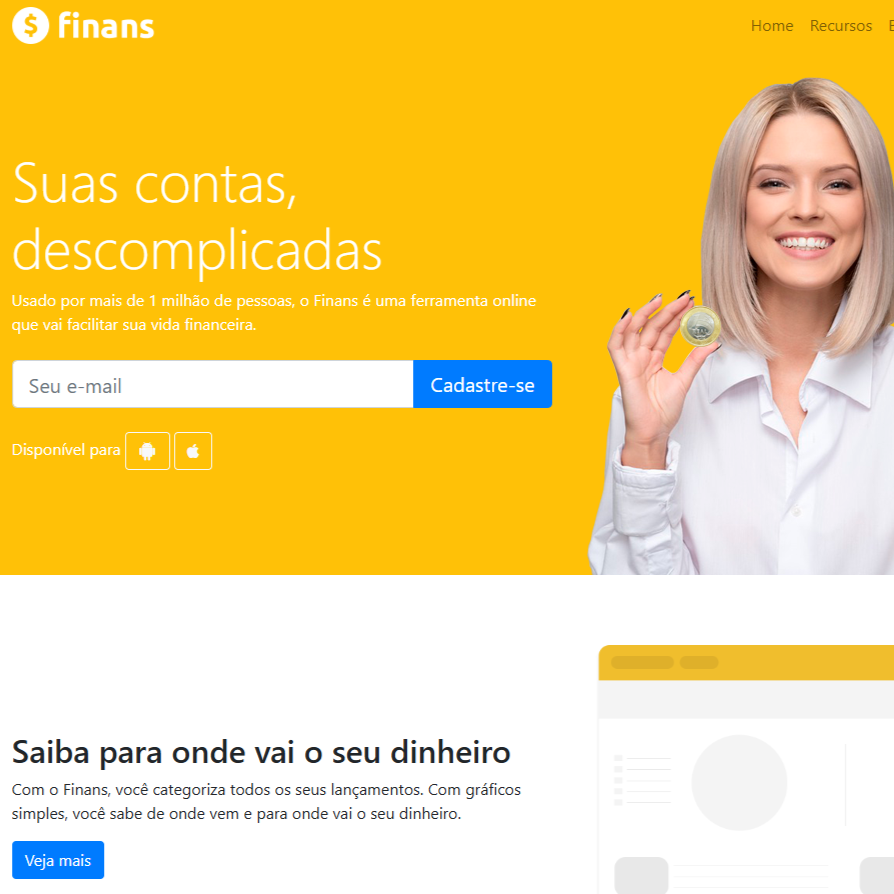 $ finans
Home Recursos
Suas contas,
descomplicadas
Usado por mais de 1 milhão de pessoas, o Finans é uma ferramenta online
que vai facilitar sua vida financeira.
Seu e-mail
Cadastre-se
Disponível para
Saiba para onde vai o seu dinheiro
Com o Finans, você categoriza todos os seus lançamentos. Com gráficos
simples, você sabe de onde vem e para onde vai o seu dinheiro.
Veja mais